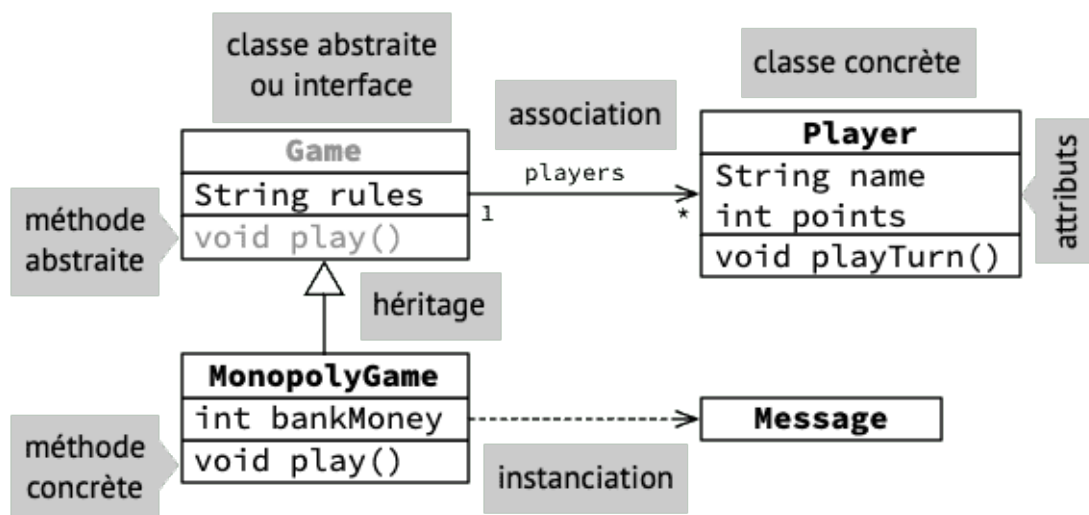 classe abstraite
ou interface
classe concrète
association
Game
String rules
void play()
players
1
*
Player
String name
int points
void playTurn()
attributs
méthode
abstraite
héritage
MonopolyGame
int bankMoney
void play()
Message
méthode
concrète
instanciation